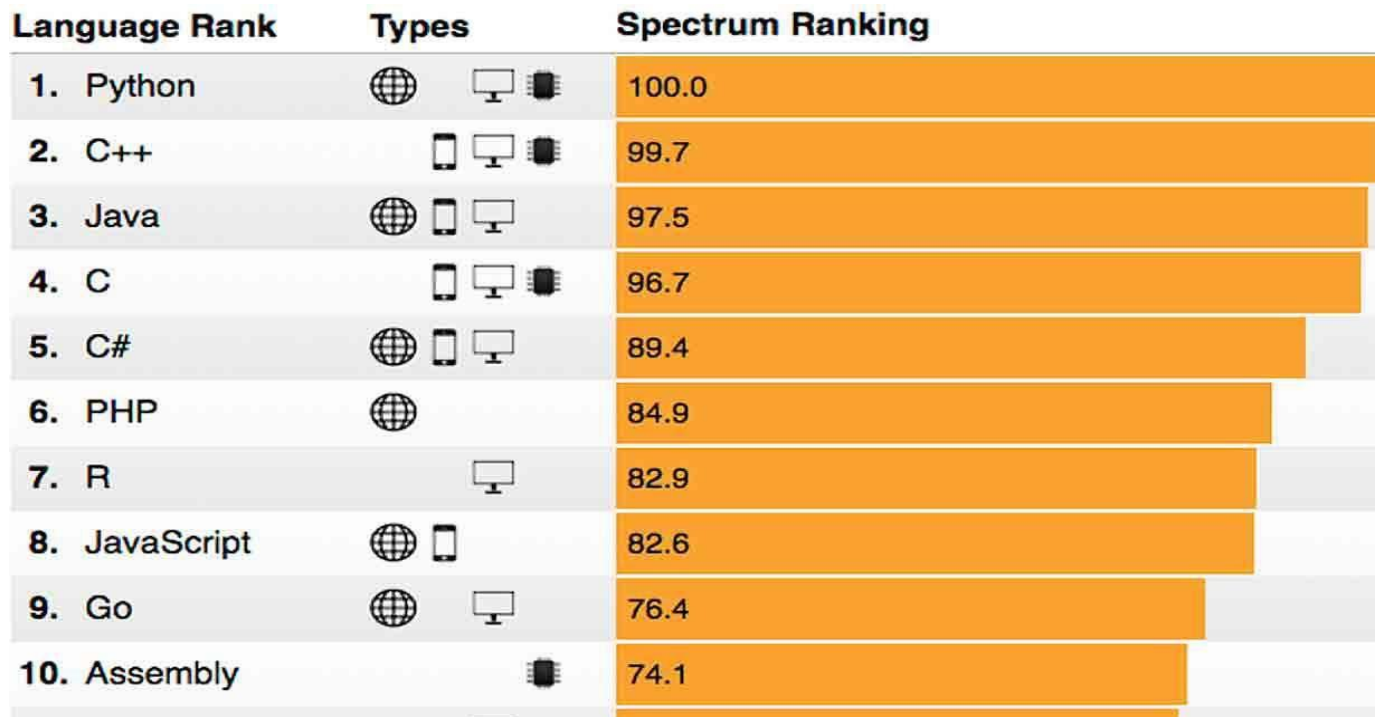 Language Rank Types Spectrum Ranking
1. Python 100.0
2. C++ 99.7
3. Java 97.5
4. C 96.7
5. C# 89.4
6. PHP 84.9
7. R 82.9
8. JavaScript 82.6
9. Go 76.4
10. Assembly 74.1